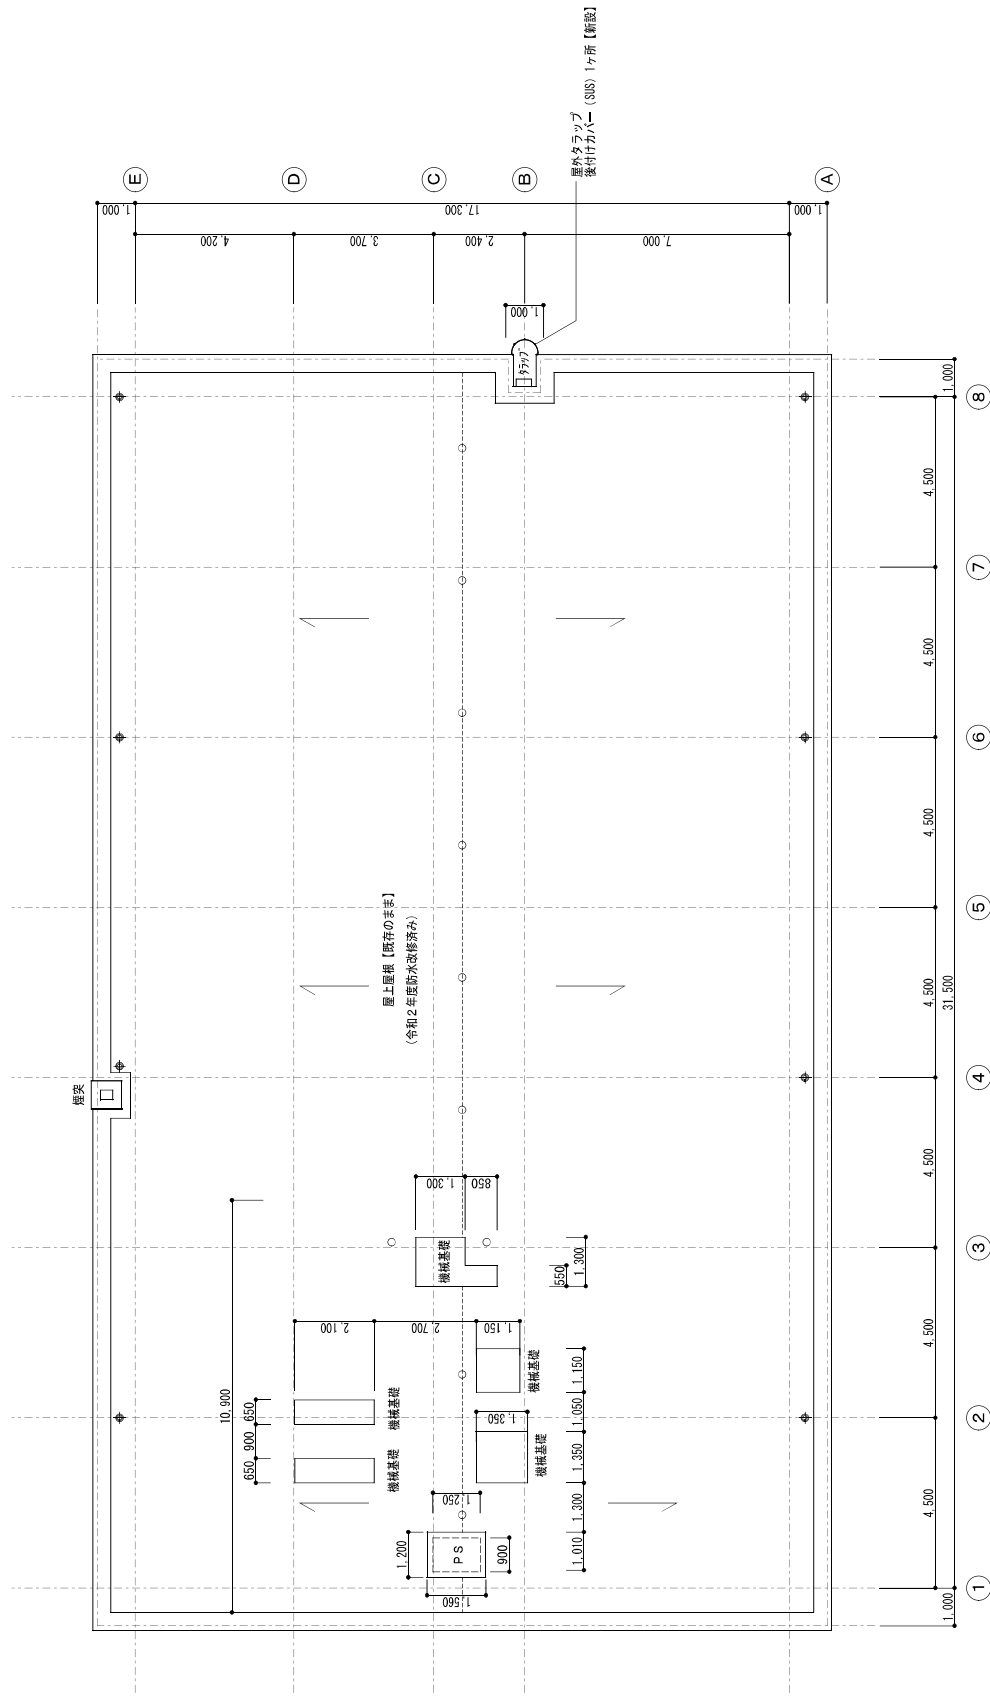 屋外タラップ
後付けカバー（SUS）1ヶ所【新設】
E
D
C
B
A
1,000
17,300
1,000
4,200
3,700
2,400
7,000
1,000
タラップ
1,000
8
4,500
7
4,500
6
4,500
屋上屋根【既存のまま】
（令和２年度防水改修済み）
5
4,500
31,500
煙突
4
4,500
1,300
850
機械基礎
3
550
1,300
4,500
2,100
2,700
1,150
機械基礎
1,150
10,900
650
機械基礎
1,350
1,050
2
900
機械基礎
機械基礎
1,350
650
1,250
1,300
4,500
1,200
PS
900
1,010
1,560
1
1,000